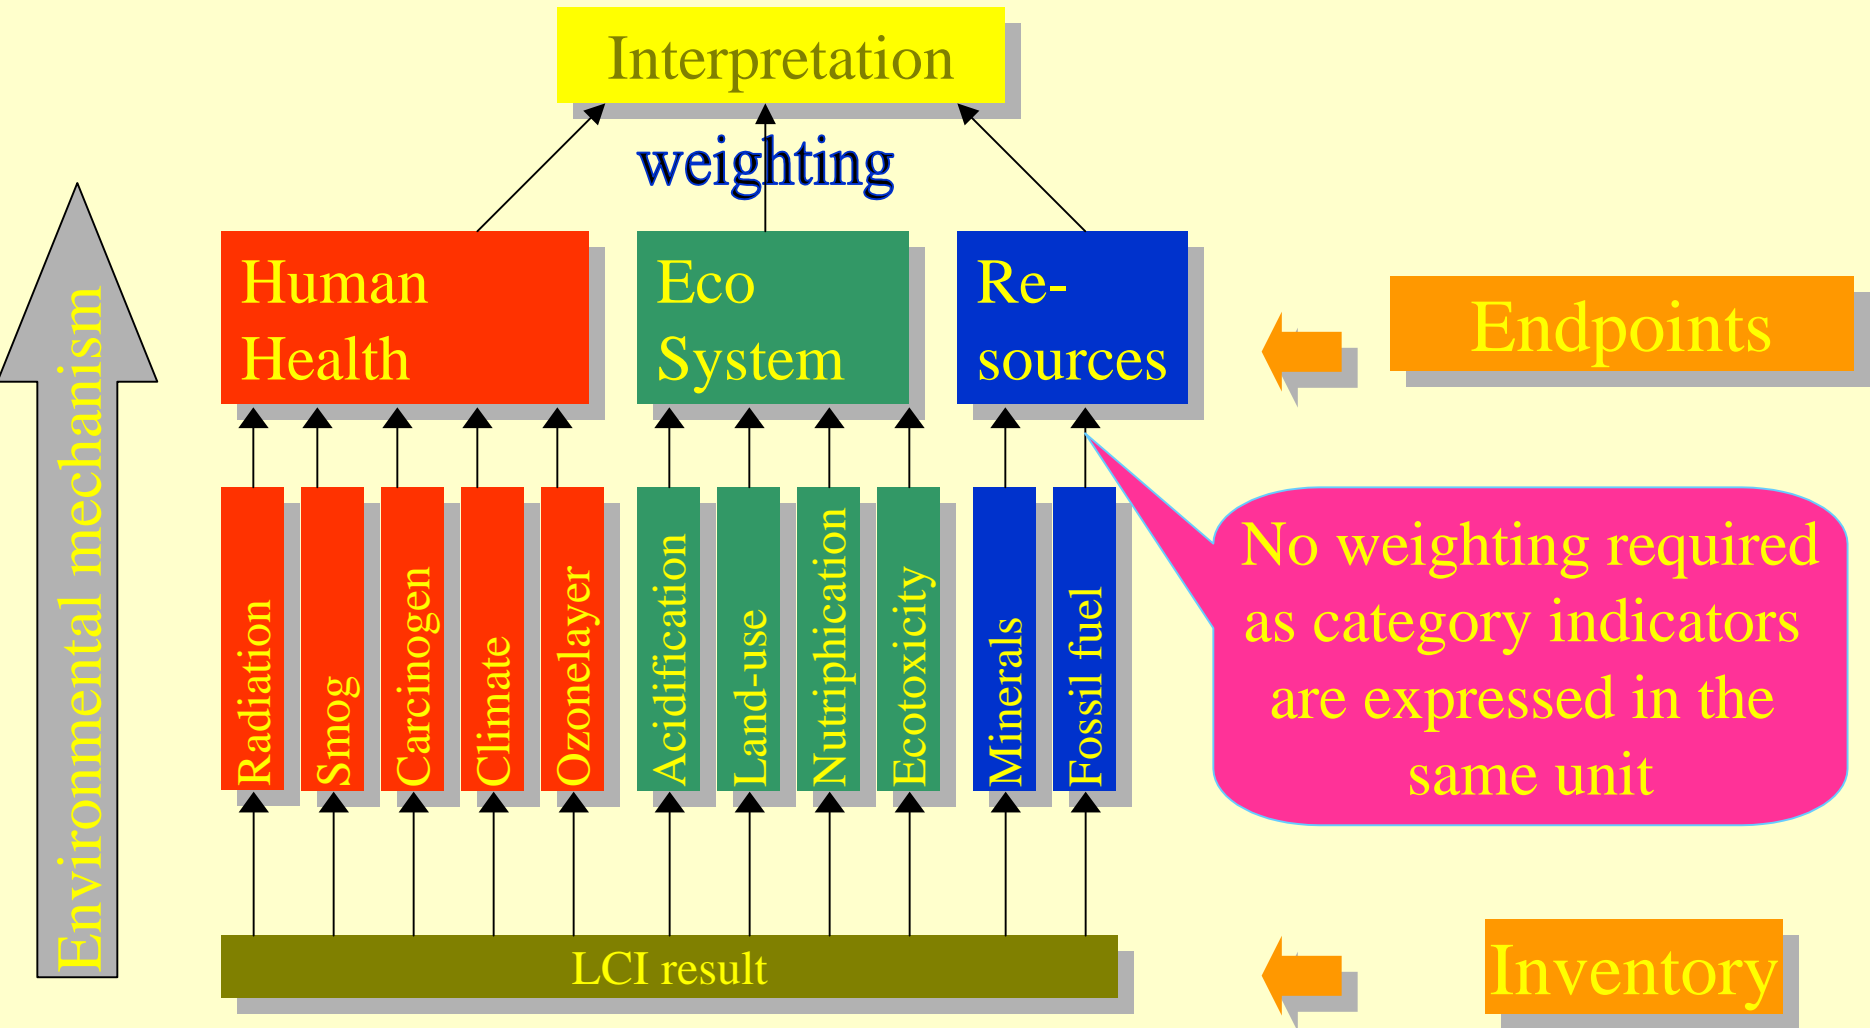 Interpretation
weighting
Environmental mechanism
Human
Health
Eco
System
Re-
sources
Endpoints
Radiation
Smog
Carcinogen
Climate
Ozonelayer
Acidification
Land-use
Nutriphication
Ecotoxicity
Minerals
Fossil fuel
No weighting required
as category indicators
are expressed in the
same unit
LCI result
Inventory